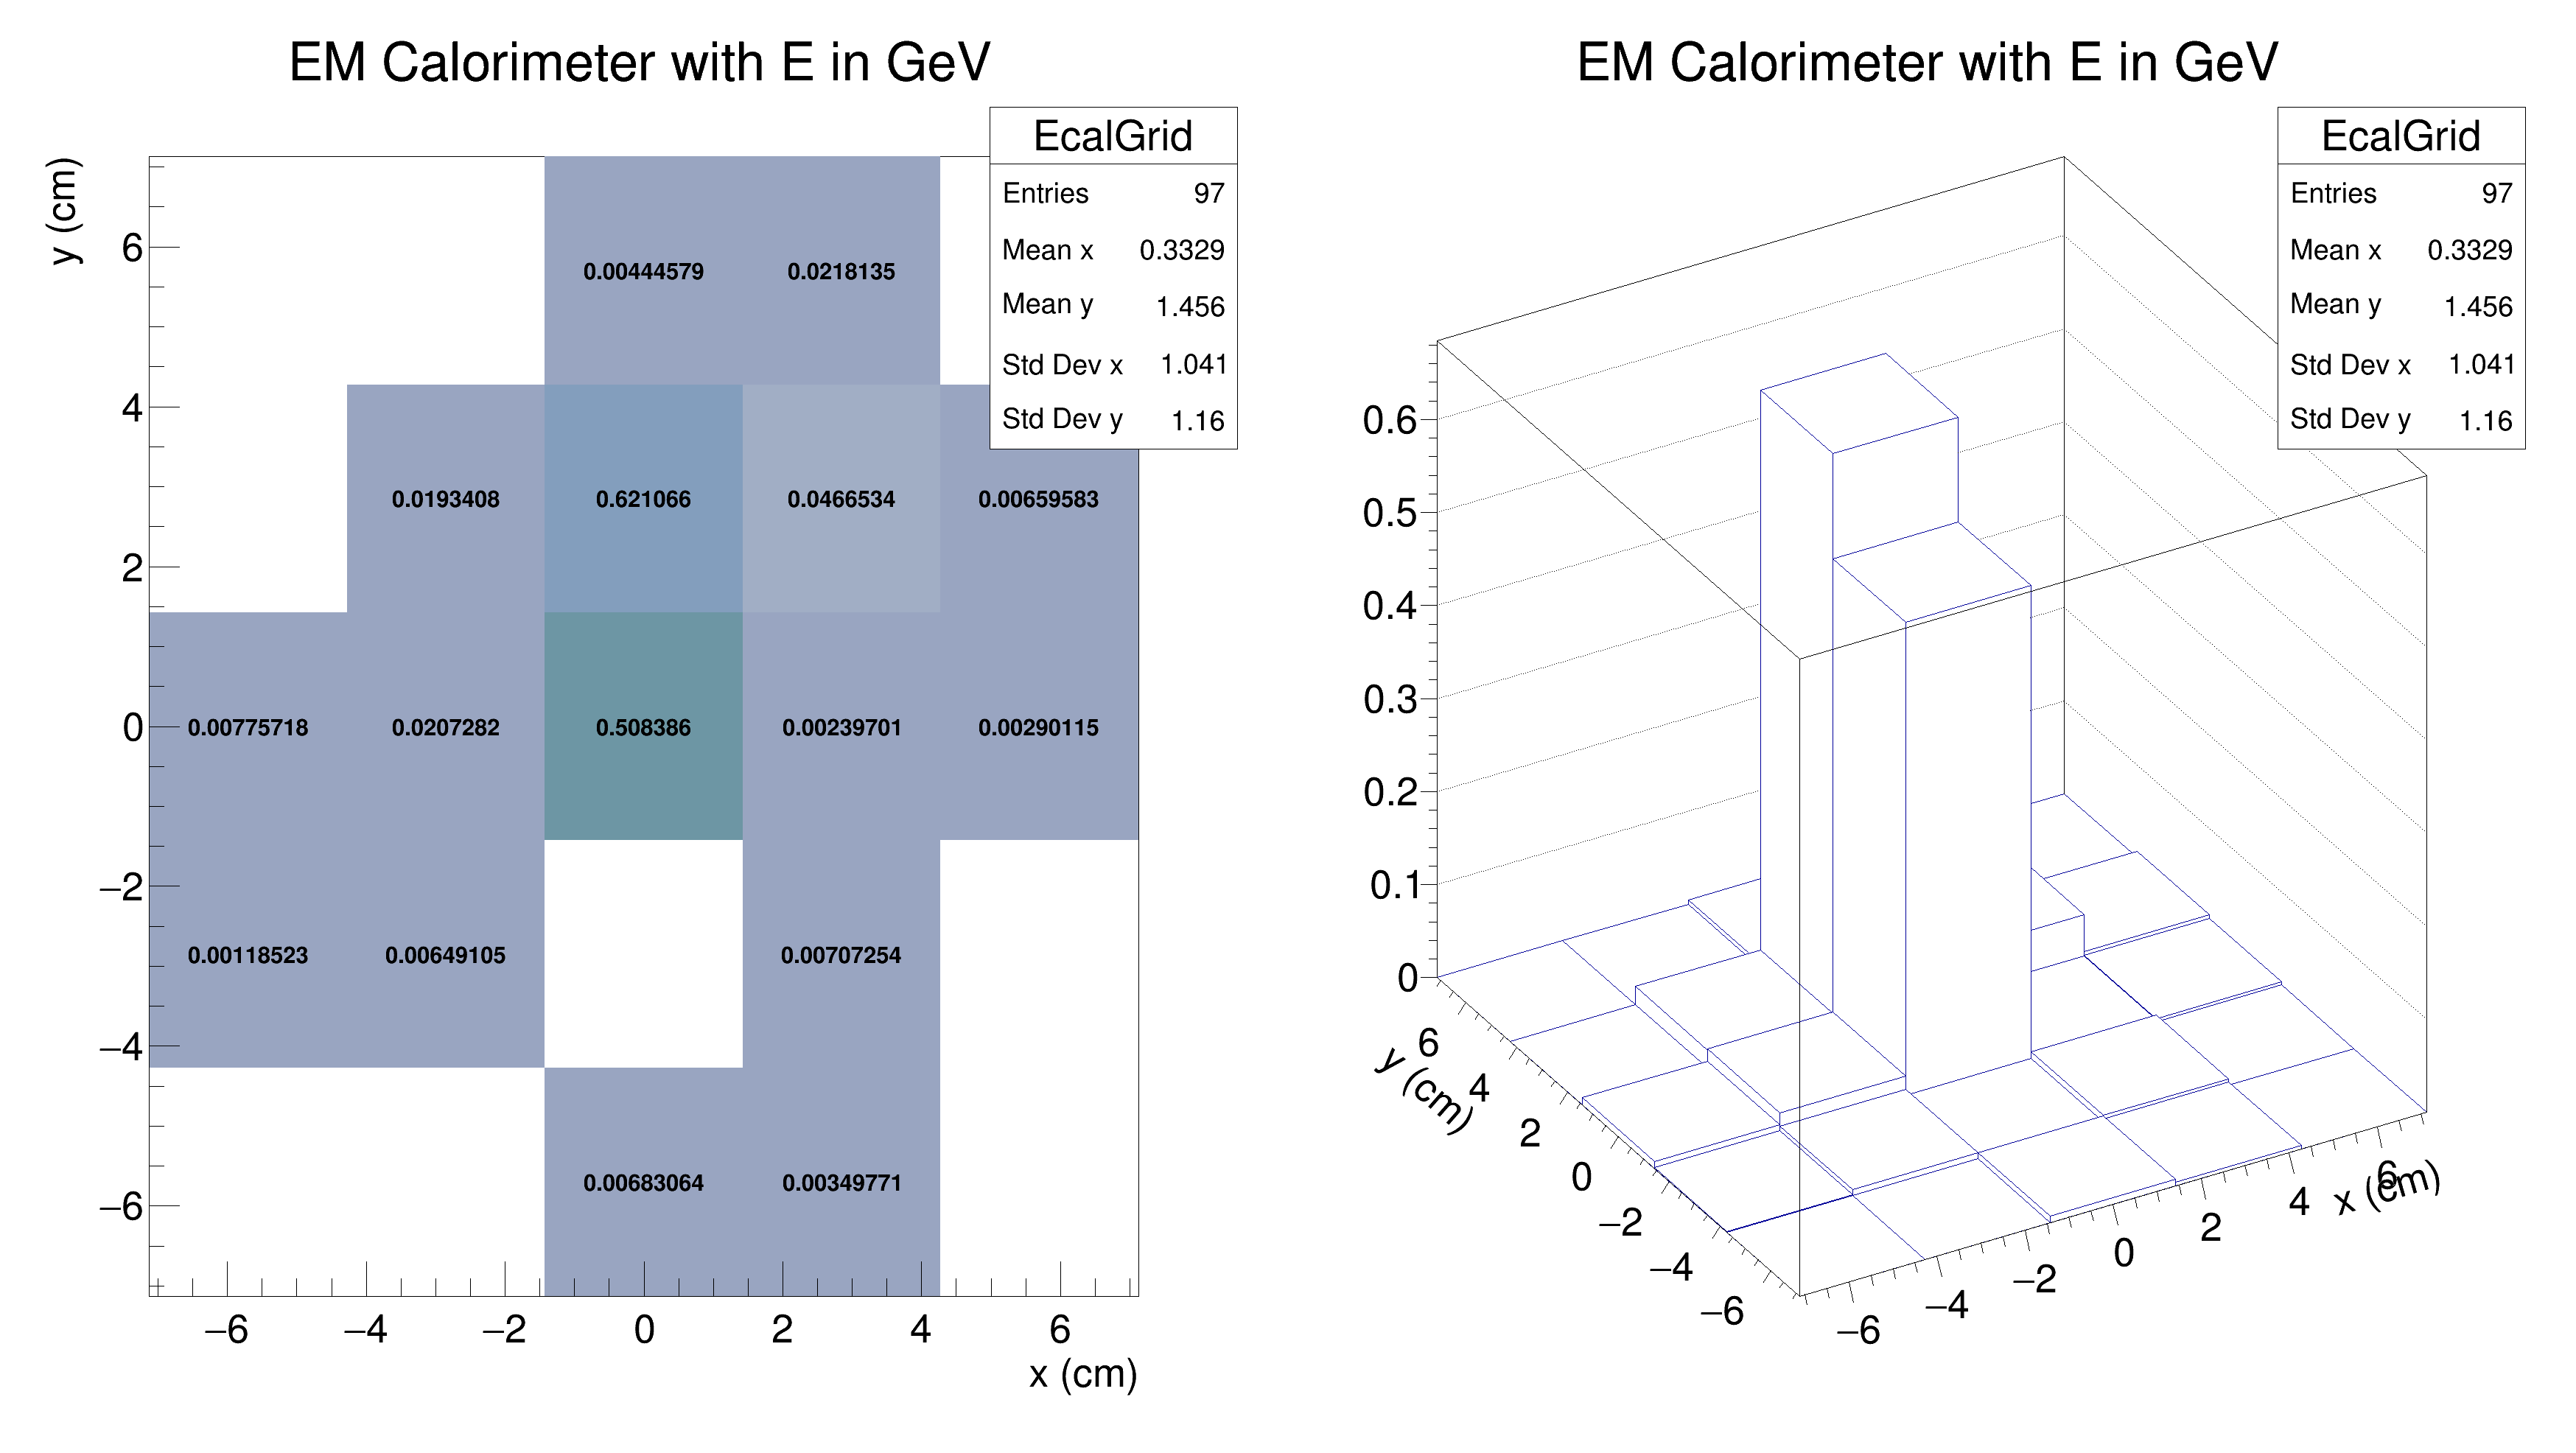 EM Calorimeter with E in GeV
EcalGrid
Entries 97
Mean x 0.3329
Mean y 1.456
Std Dev x 1.041
Std Dev y 1.16
y (cm)
6
4
2
0
−2
−4
−6
0.00444579 0.0218135
0.0193408 0.621066 0.0466534 0.00659583
0.00775718 0.0207282 0.508386 0.00239701 0.00290115
0.00118523 0.00649105 0.00707254
0.00683064 0.00349771
−6 −4 −2 0 2 4 6
x (cm)
EM Calorimeter with E in GeV
EcalGrid
Entries 97
Mean x 0.3329
Mean y 1.456
Std Dev x 1.041
Std Dev y 1.16
0.6
0.5
0.4
0.3
0.2
0.1
0
6
4
2
0
−2
−4
−6
y (cm)
−6 −4 −2 0 2 4 6
x (cm)